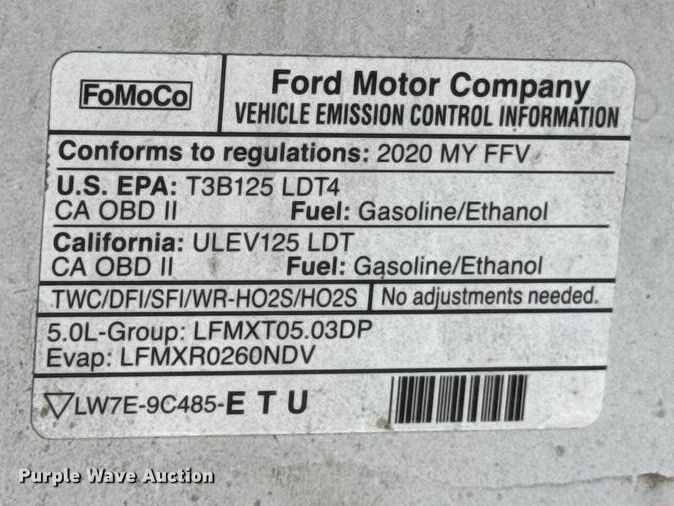 FoMoCo
Ford Motor Company
VEHICLE EMISSION CONTROL INFORMATION
Conforms to regulations: 2020 MY FFV
U.S. EPA: T3B125 LDT4
CA OBD II Fuel: Gasoline/Ethanol
California: ULEV125 LDT
CA OBD II Fuel: Gasoline/Ethanol
TWC/DFI/SFI/WR-HO2S/HO2S No adjustments needed.
5.0L-Group: LFMXT05.03DP
Evap: LFMXR0260NDV
LW7E-9C485-E T U
Purple Wave Auction